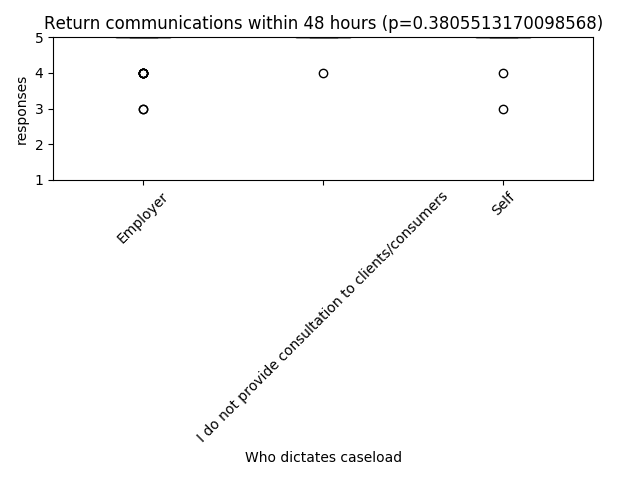 Return communications within 48 hours (p=0.3805513170098568)
5
4
3
2
1
responses
Employer
I do not provide consultation to clients/consumers
Self
Who dictates caseload